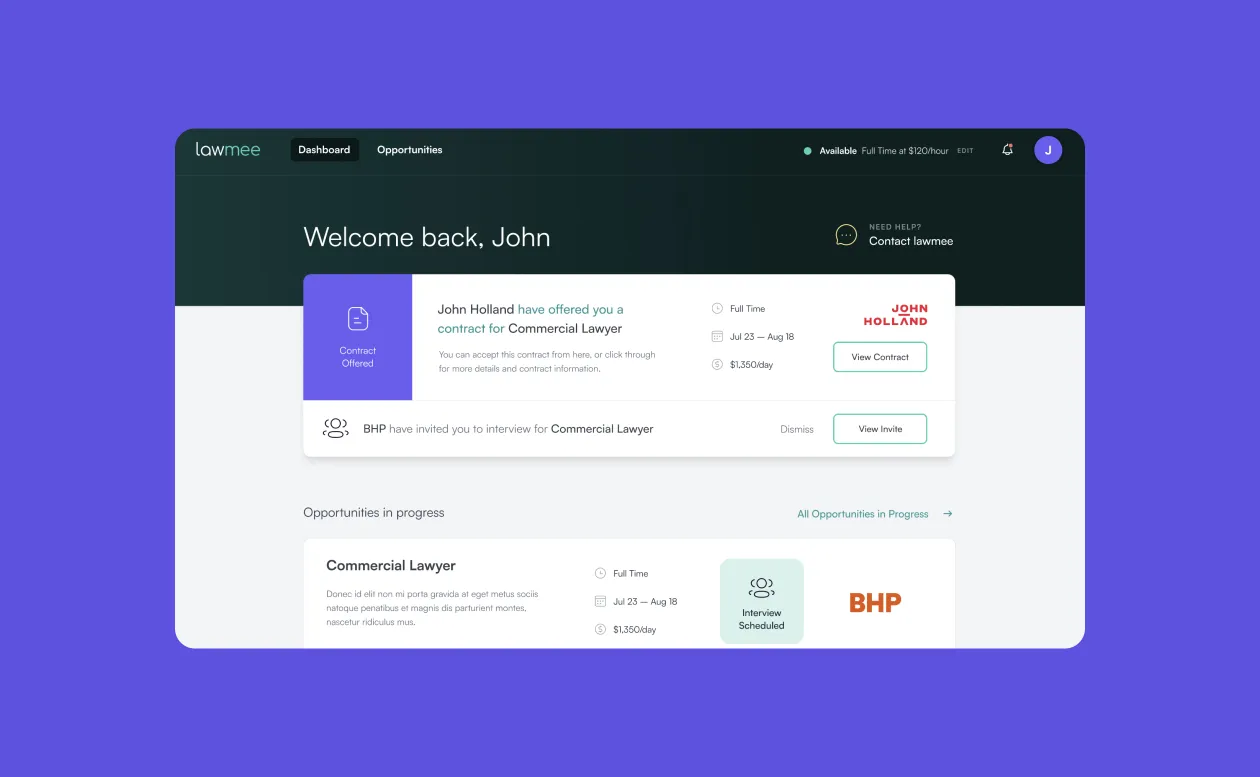 lawmee
Dashboard
Opportunities
Available Full Time at $120/hour EDIT
J
Welcome back, John
NEED HELP?
Contact lawmee
Contract
Offered
John Holland have offered you a
contract for Commercial Lawyer
You can accept this contract from here, or click through
for more details and contract information.
Full Time
Jul 23 — Aug 18
$1,350/day
JOHN
HOLLAND
View Contract
BHP have invited you to interview for Commercial Lawyer
Dismiss
View Invite
Opportunities in progress
All Opportunities in Progress →
Commercial Lawyer
Donec id elit non mi porta gravida at eget metus sociis
natoque penatibus et magnis dis parturient montes,
nascetur ridiculus mus.
Full Time
Jul 23 — Aug 18
$1,350/day
Interview
Scheduled
BHP